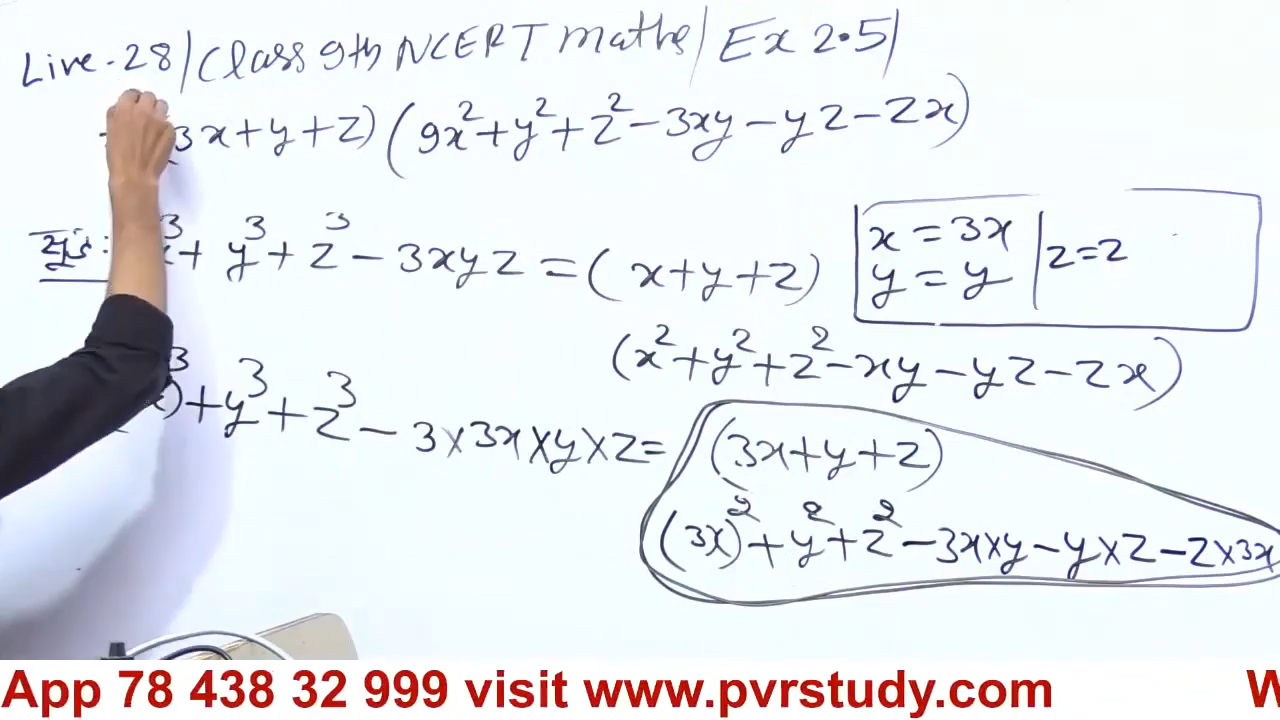 Live-28/Class 9th NCERT maths/Ex 2.5/
(3x+y+z) (9x²+y²+z²-3xy-yz-zx)
x³+y³+z³-3xyz=(x+y+z)
x=3x
y=y
z=z
(x²+y²+z²-xy-yz-zx)
)³+y³+z³-3×3x×y×z= (3x+y+z)
(3x)²+y²+z²-3x×y-y×z-z×3x
App 78 438 32 999 visit www.pvrstudy.com